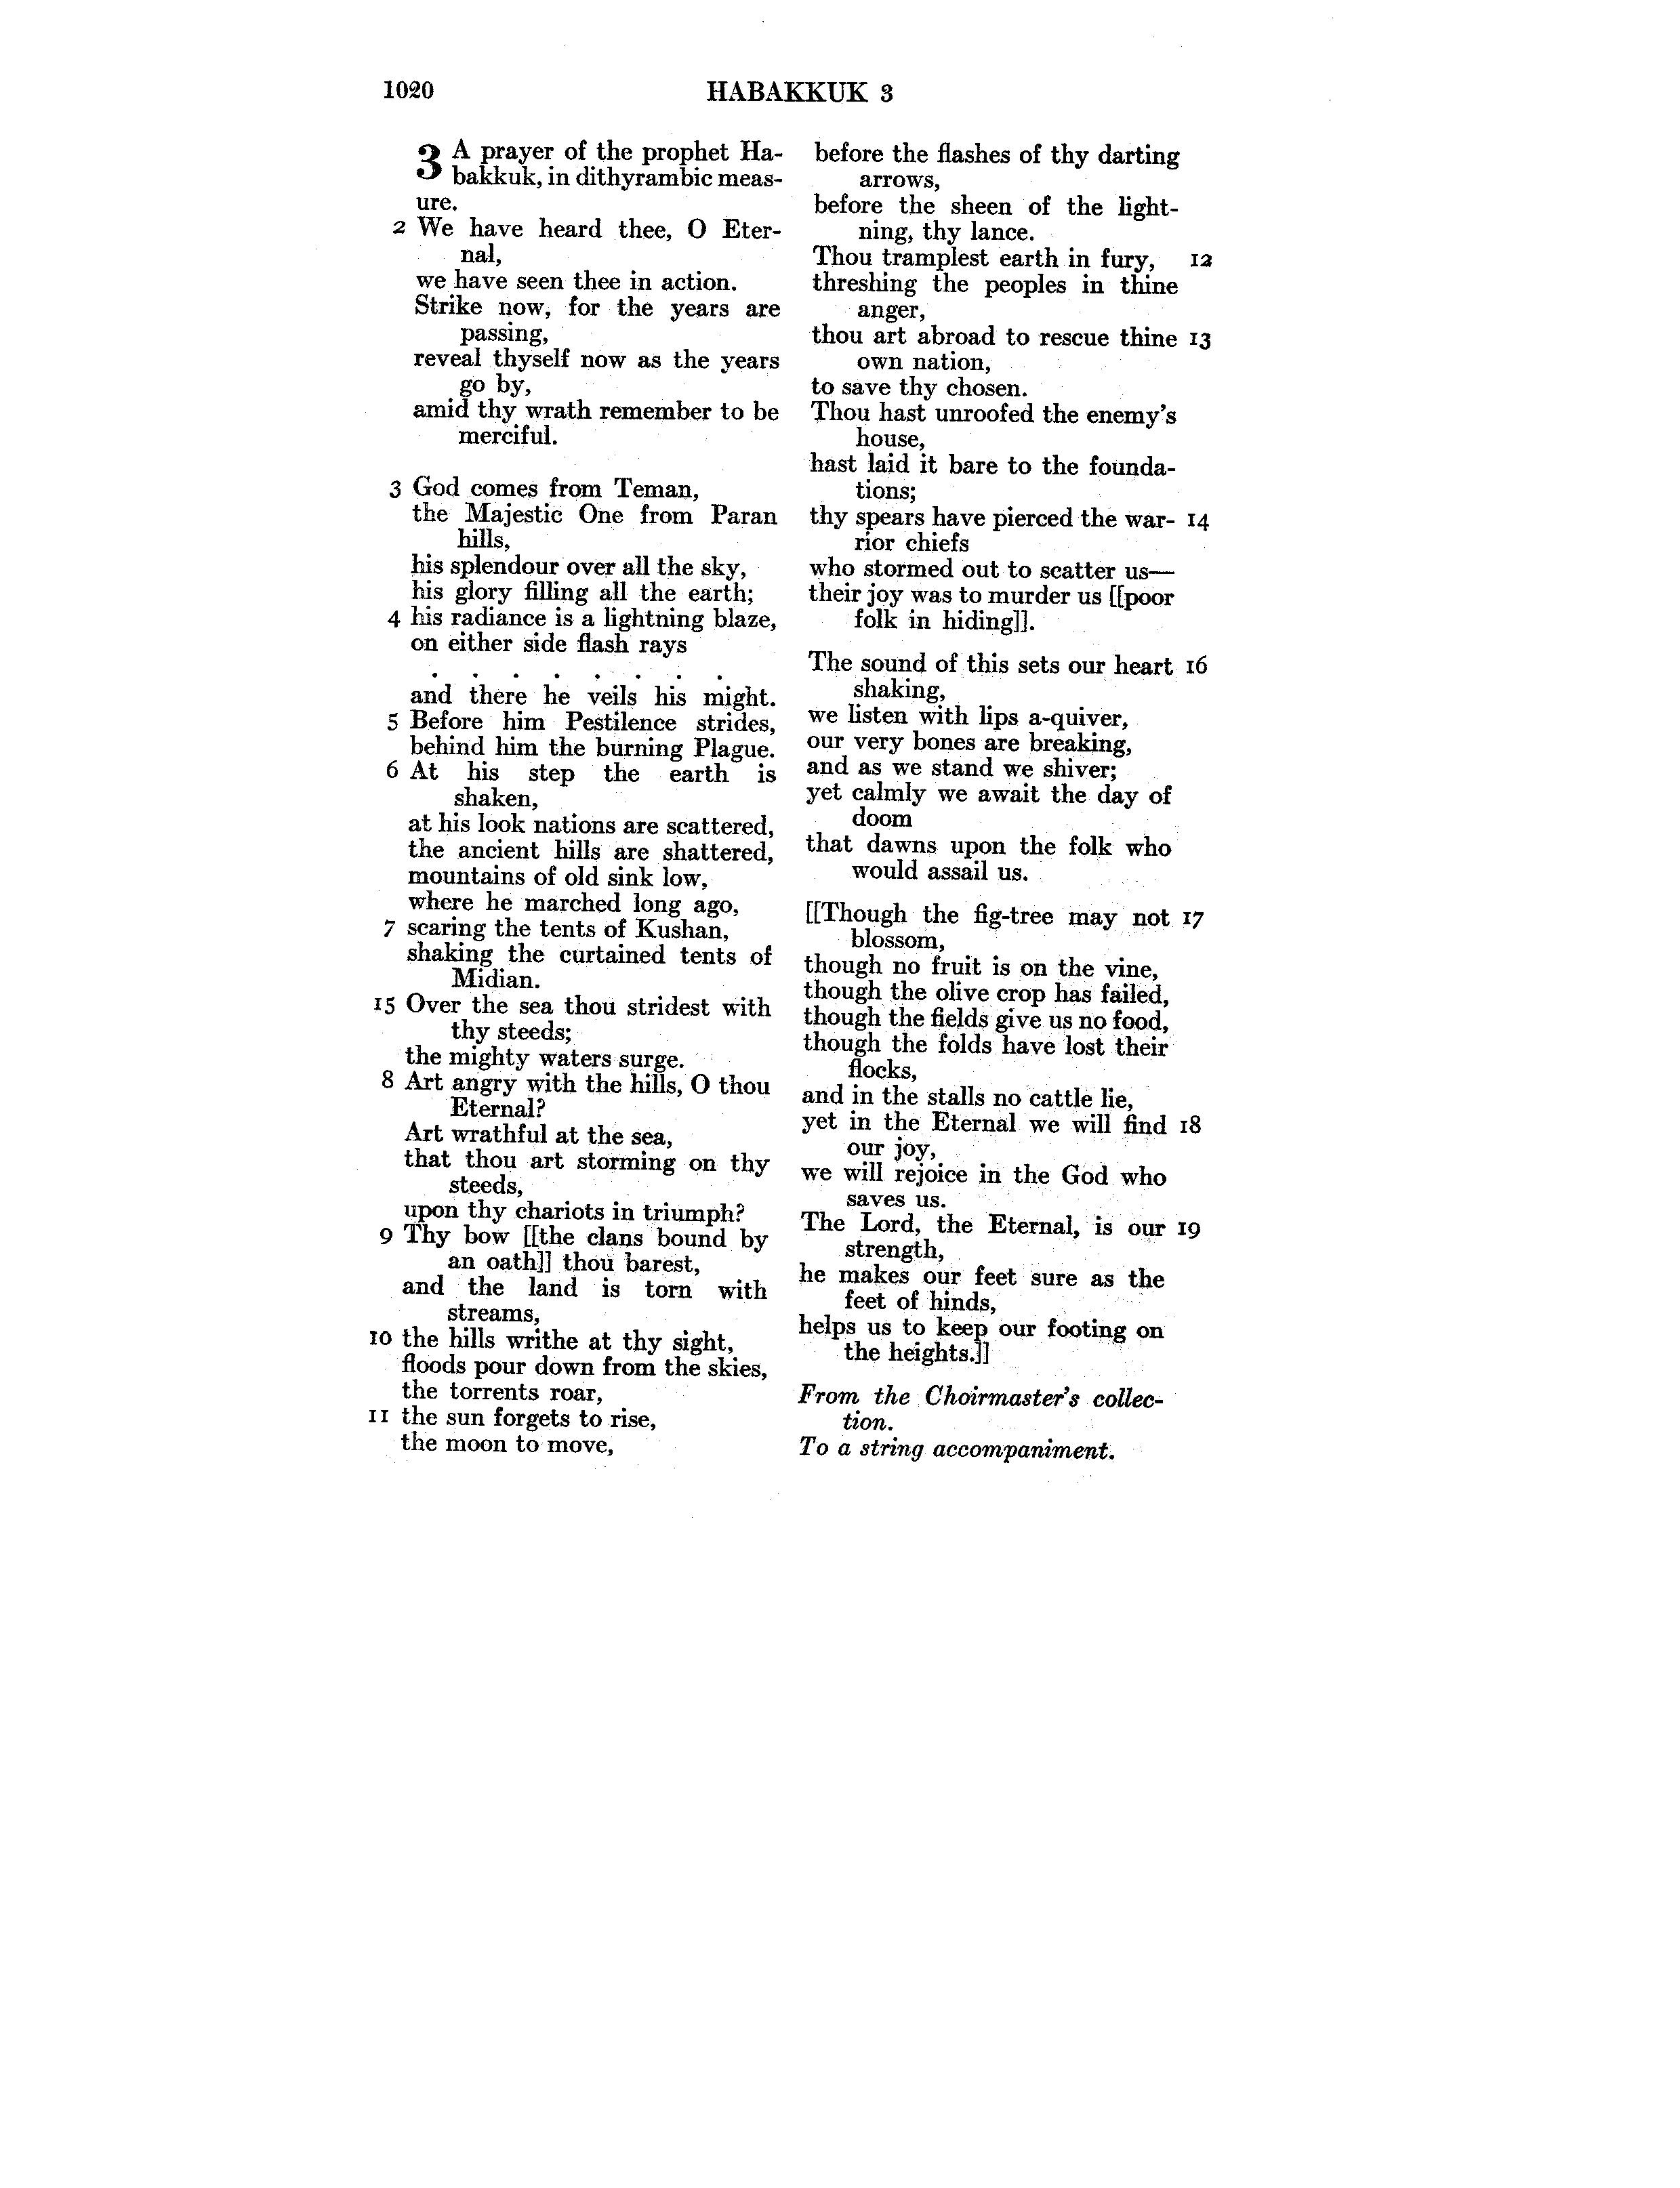 1020 HABAKKUK 3
3 A prayer of the prophet Ha-
bakkuk, in dithyrambic meas-
ure.
2 We have heard thee, O Eter-
nal,
we have seen thee in action.
Strike now, for the years are
passing,
reveal thyself now as the years
go by,
amid thy wrath remember to be
merciful.
3 God comes from Teman,
the Majestic One from Paran
hills,
his splendour over all the sky,
his glory filling all the earth;
4 his radiance is a lightning blaze,
on either side flash rays
. . . . . . . .
and there he veils his might.
5 Before him Pestilence strides,
behind him the burning Plague.
6 At his step the earth is
shaken,
at his look nations are scattered,
the ancient hills are shattered,
mountains of old sink low,
where he marched long ago,
7 scaring the tents of Kushan,
shaking the curtained tents of
Midian.
15 Over the sea thou stridest with
thy steeds;
the mighty waters surge.
8 Art angry with the hills, O thou
Eternal?
Art wrathful at the sea,
that thou art storming on thy
steeds,
upon thy chariots in triumph?
9 Thy bow [[the clans bound by
an oath]] thou barest,
and the land is torn with
streams,
10 the hills writhe at thy sight,
floods pour down from the skies,
the torrents roar,
11 the sun forgets to rise,
the moon to move,
before the flashes of thy darting
arrows,
before the sheen of the light-
ning, thy lance.
Thou tramplest earth in fury, 12
threshing the peoples in thine
anger,
thou art abroad to rescue thine 13
own nation,
to save thy chosen.
Thou hast unroofed the enemy's
house,
hast laid it bare to the founda-
tions;
thy spears have pierced the war- 14
rior chiefs
who stormed out to scatter us—
their joy was to murder us [[poor
folk in hiding]].
The sound of this sets our heart 16
shaking,
we listen with lips a-quiver,
our very bones are breaking,
and as we stand we shiver;
yet calmly we await the day of
doom
that dawns upon the folk who
would assail us.
[[Though the fig-tree may not 17
blossom,
though no fruit is on the vine,
though the olive crop has failed,
though the fields give us no food,
though the folds have lost their
flocks,
and in the stalls no cattle lie,
yet in the Eternal we will find 18
our joy,
we will rejoice in the God who
saves us.
The Lord, the Eternal, is our 19
strength,
he makes our feet sure as the
feet of hinds,
helps us to keep our footing on
the heights.]]
From the Choirmaster's collec-
tion.
To a string accompaniment.